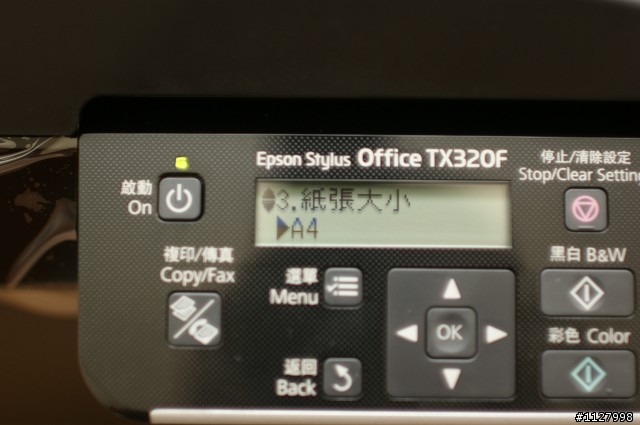 Epson Stylus Office TX320F
停止/清除設定
Stop/Clear Setting
啟動
On
3.紙張大小
A4
複印/傳真
Copy/Fax
選單
Menu
OK
返回
Back
黑白 B&W
彩色 Color
#1127998